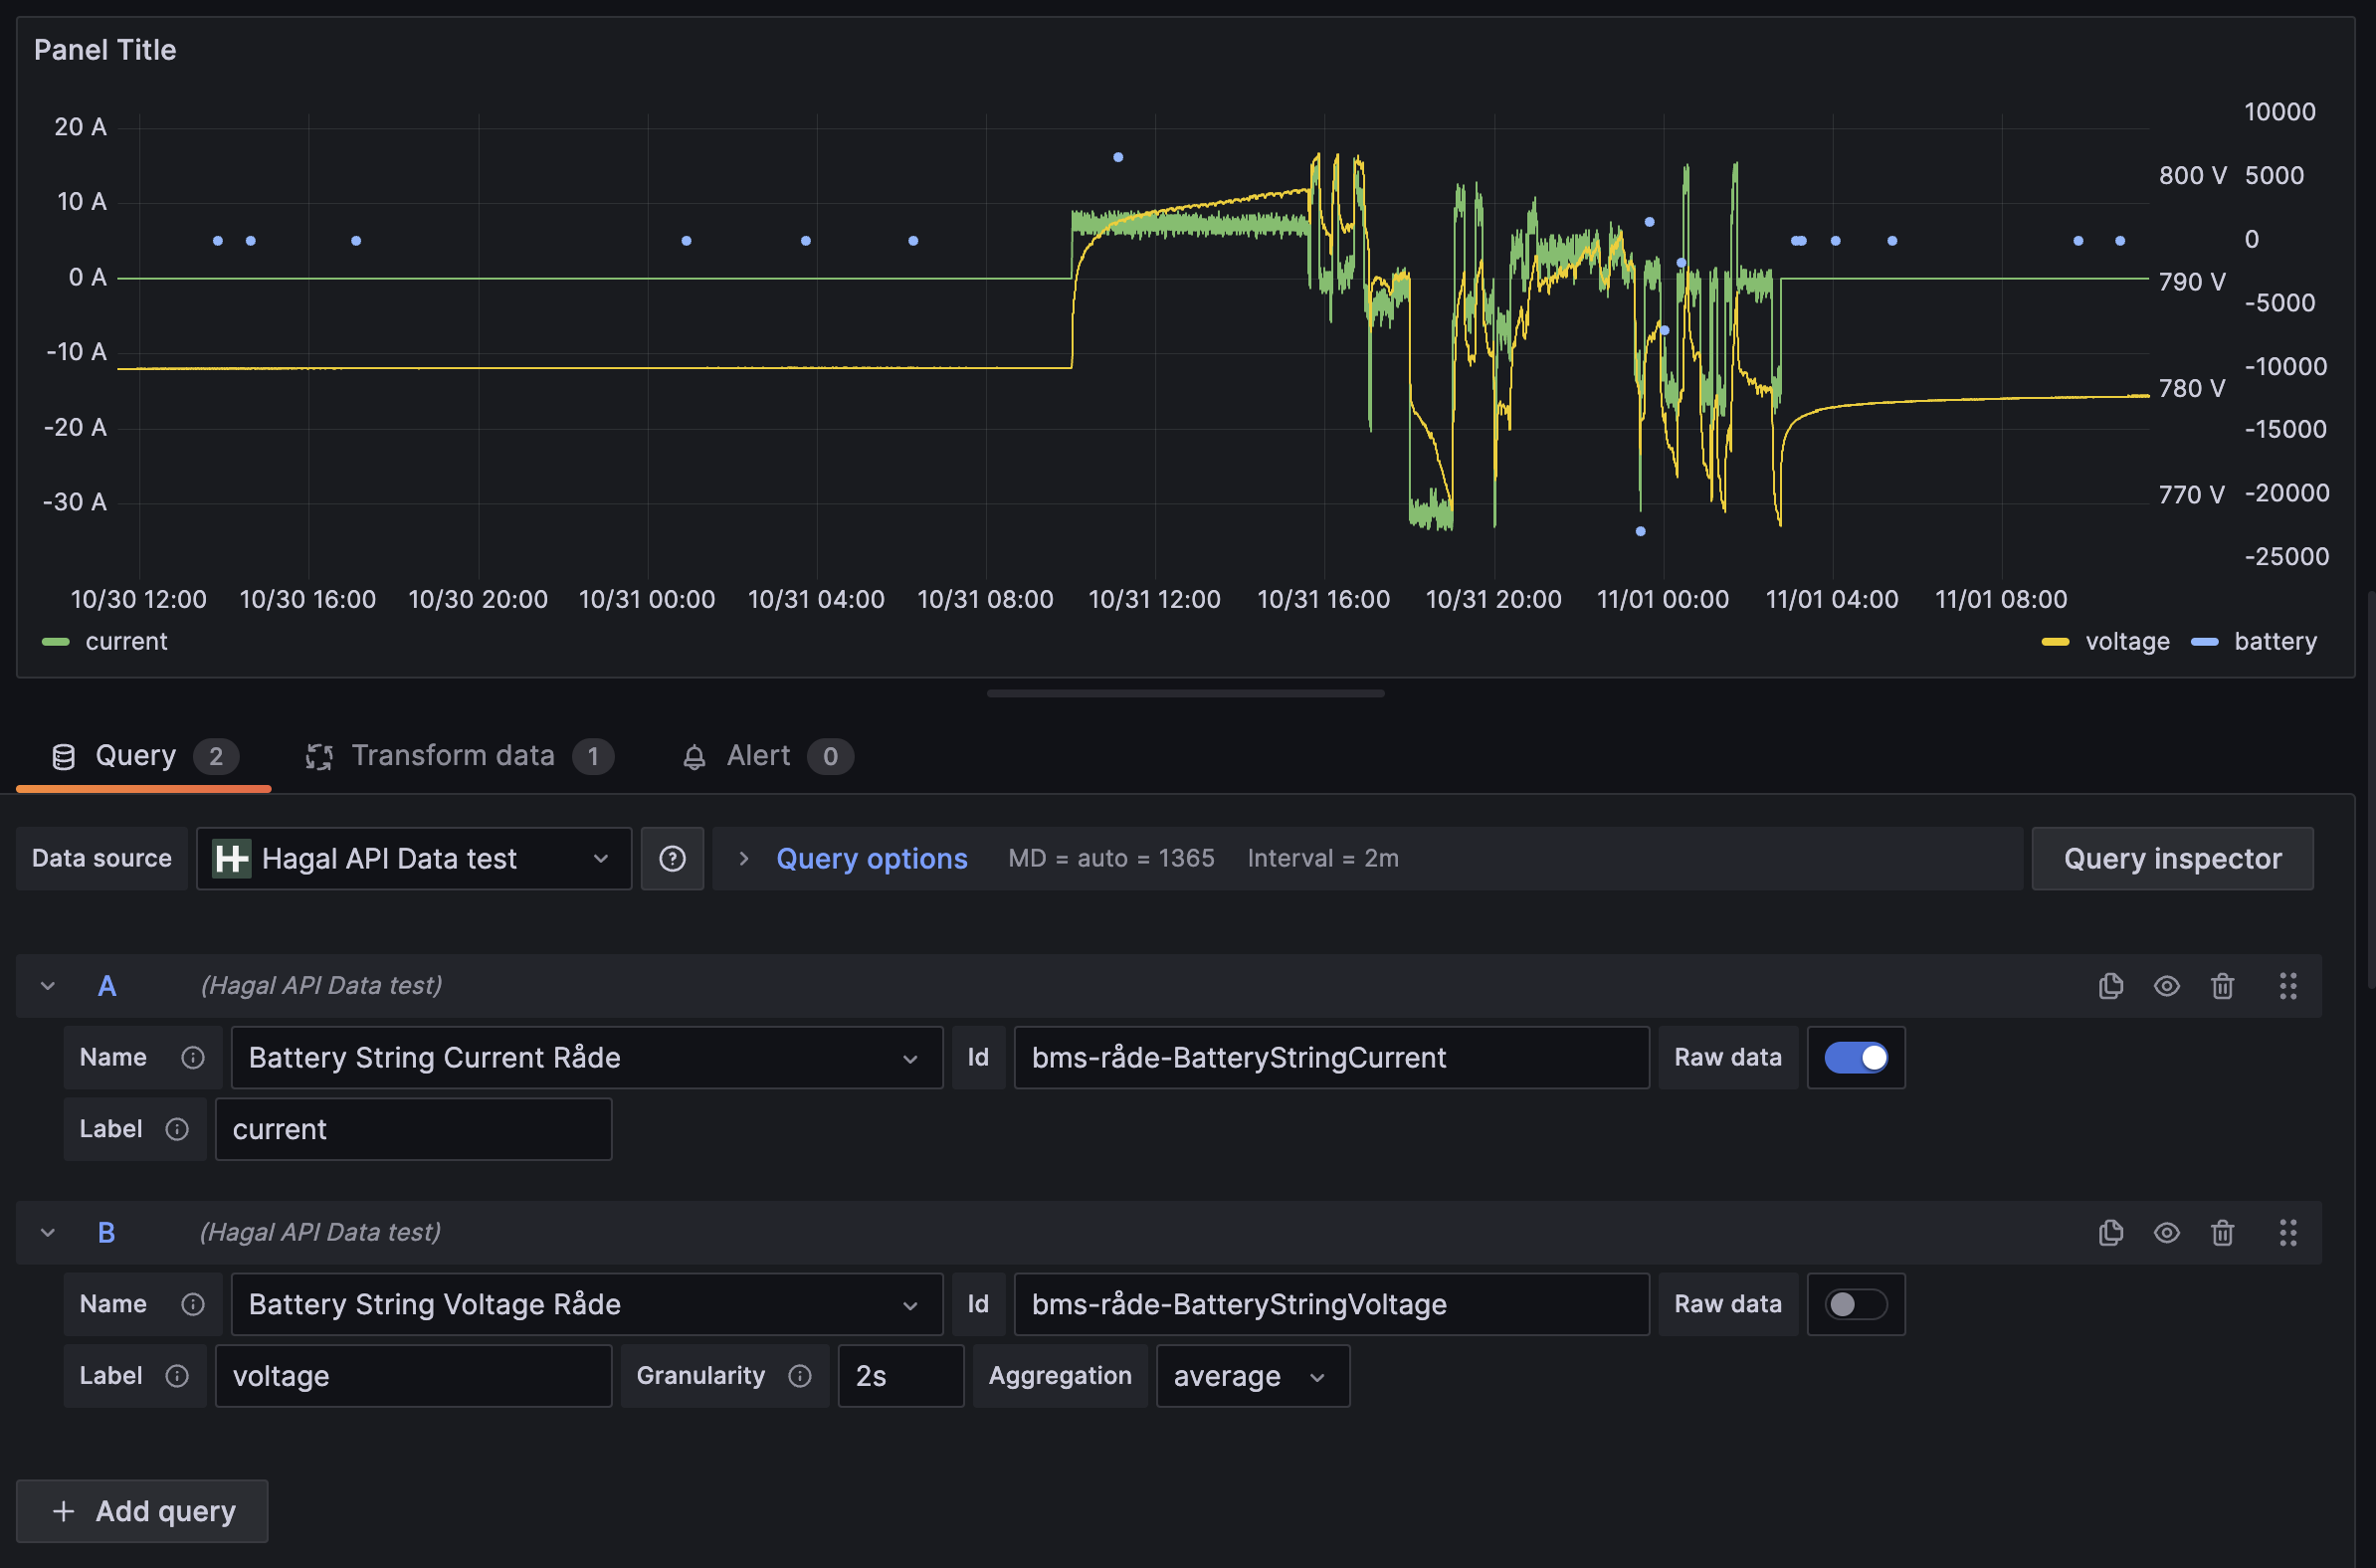 Panel Title
20 A
10 A
0 A
-10 A
-20 A
-30 A
800 V
790 V
780 V
770 V
10000
5000
0
-5000
-10000
-15000
-20000
-25000
10/30 12:00 10/30 16:00 10/30 20:00 10/31 00:00 10/31 04:00 10/31 08:00 10/31 12:00 10/31 16:00 10/31 20:00 11/01 00:00 11/01 04:00 11/01 08:00
current voltage battery
Query 2 Transform data 1 Alert 0
Data source Hagal API Data test Query options MD = auto = 1365 Interval = 2m Query inspector
A (Hagal API Data test)
Name Battery String Current Råde Id bms-råde-BatteryStringCurrent Raw data
Label current
B (Hagal API Data test)
Name Battery String Voltage Råde Id bms-råde-BatteryStringVoltage Raw data
Label voltage Granularity 2s Aggregation average
+ Add query